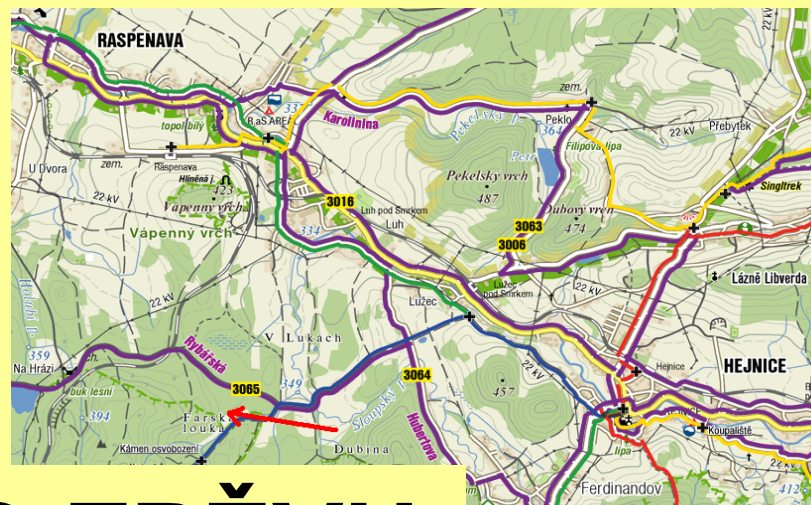 RASPENAVA
22 kV
zem.
RaS AREÁL
Karolinina
Peklo
364
22 kV
Přebytek
topol bílý
Filipova lípa
Raspenava
zem.
U Dvora
Hliněná j.
423
Vápenný vrch
Vápenný vrch
22 kV
Pekelský vrch
487
Singltrek
3016
Luh pod Smrkem
Luh
Dubový vrch
474
3063
3006
334
Lužec
pod Smrkem
22 kV
Lázně Libverda
22 kV
Lužec
V Lukach
Rybářská
359
Na Hrázi
Hejnice
HEJNICE
22 kV
3064
3065
349
457
buk lesní
394
Farská
louka
Sloupský
Hubertova
Koupaliště
Kámen osvobození
Dubina
lípa
Ferdinandov
412